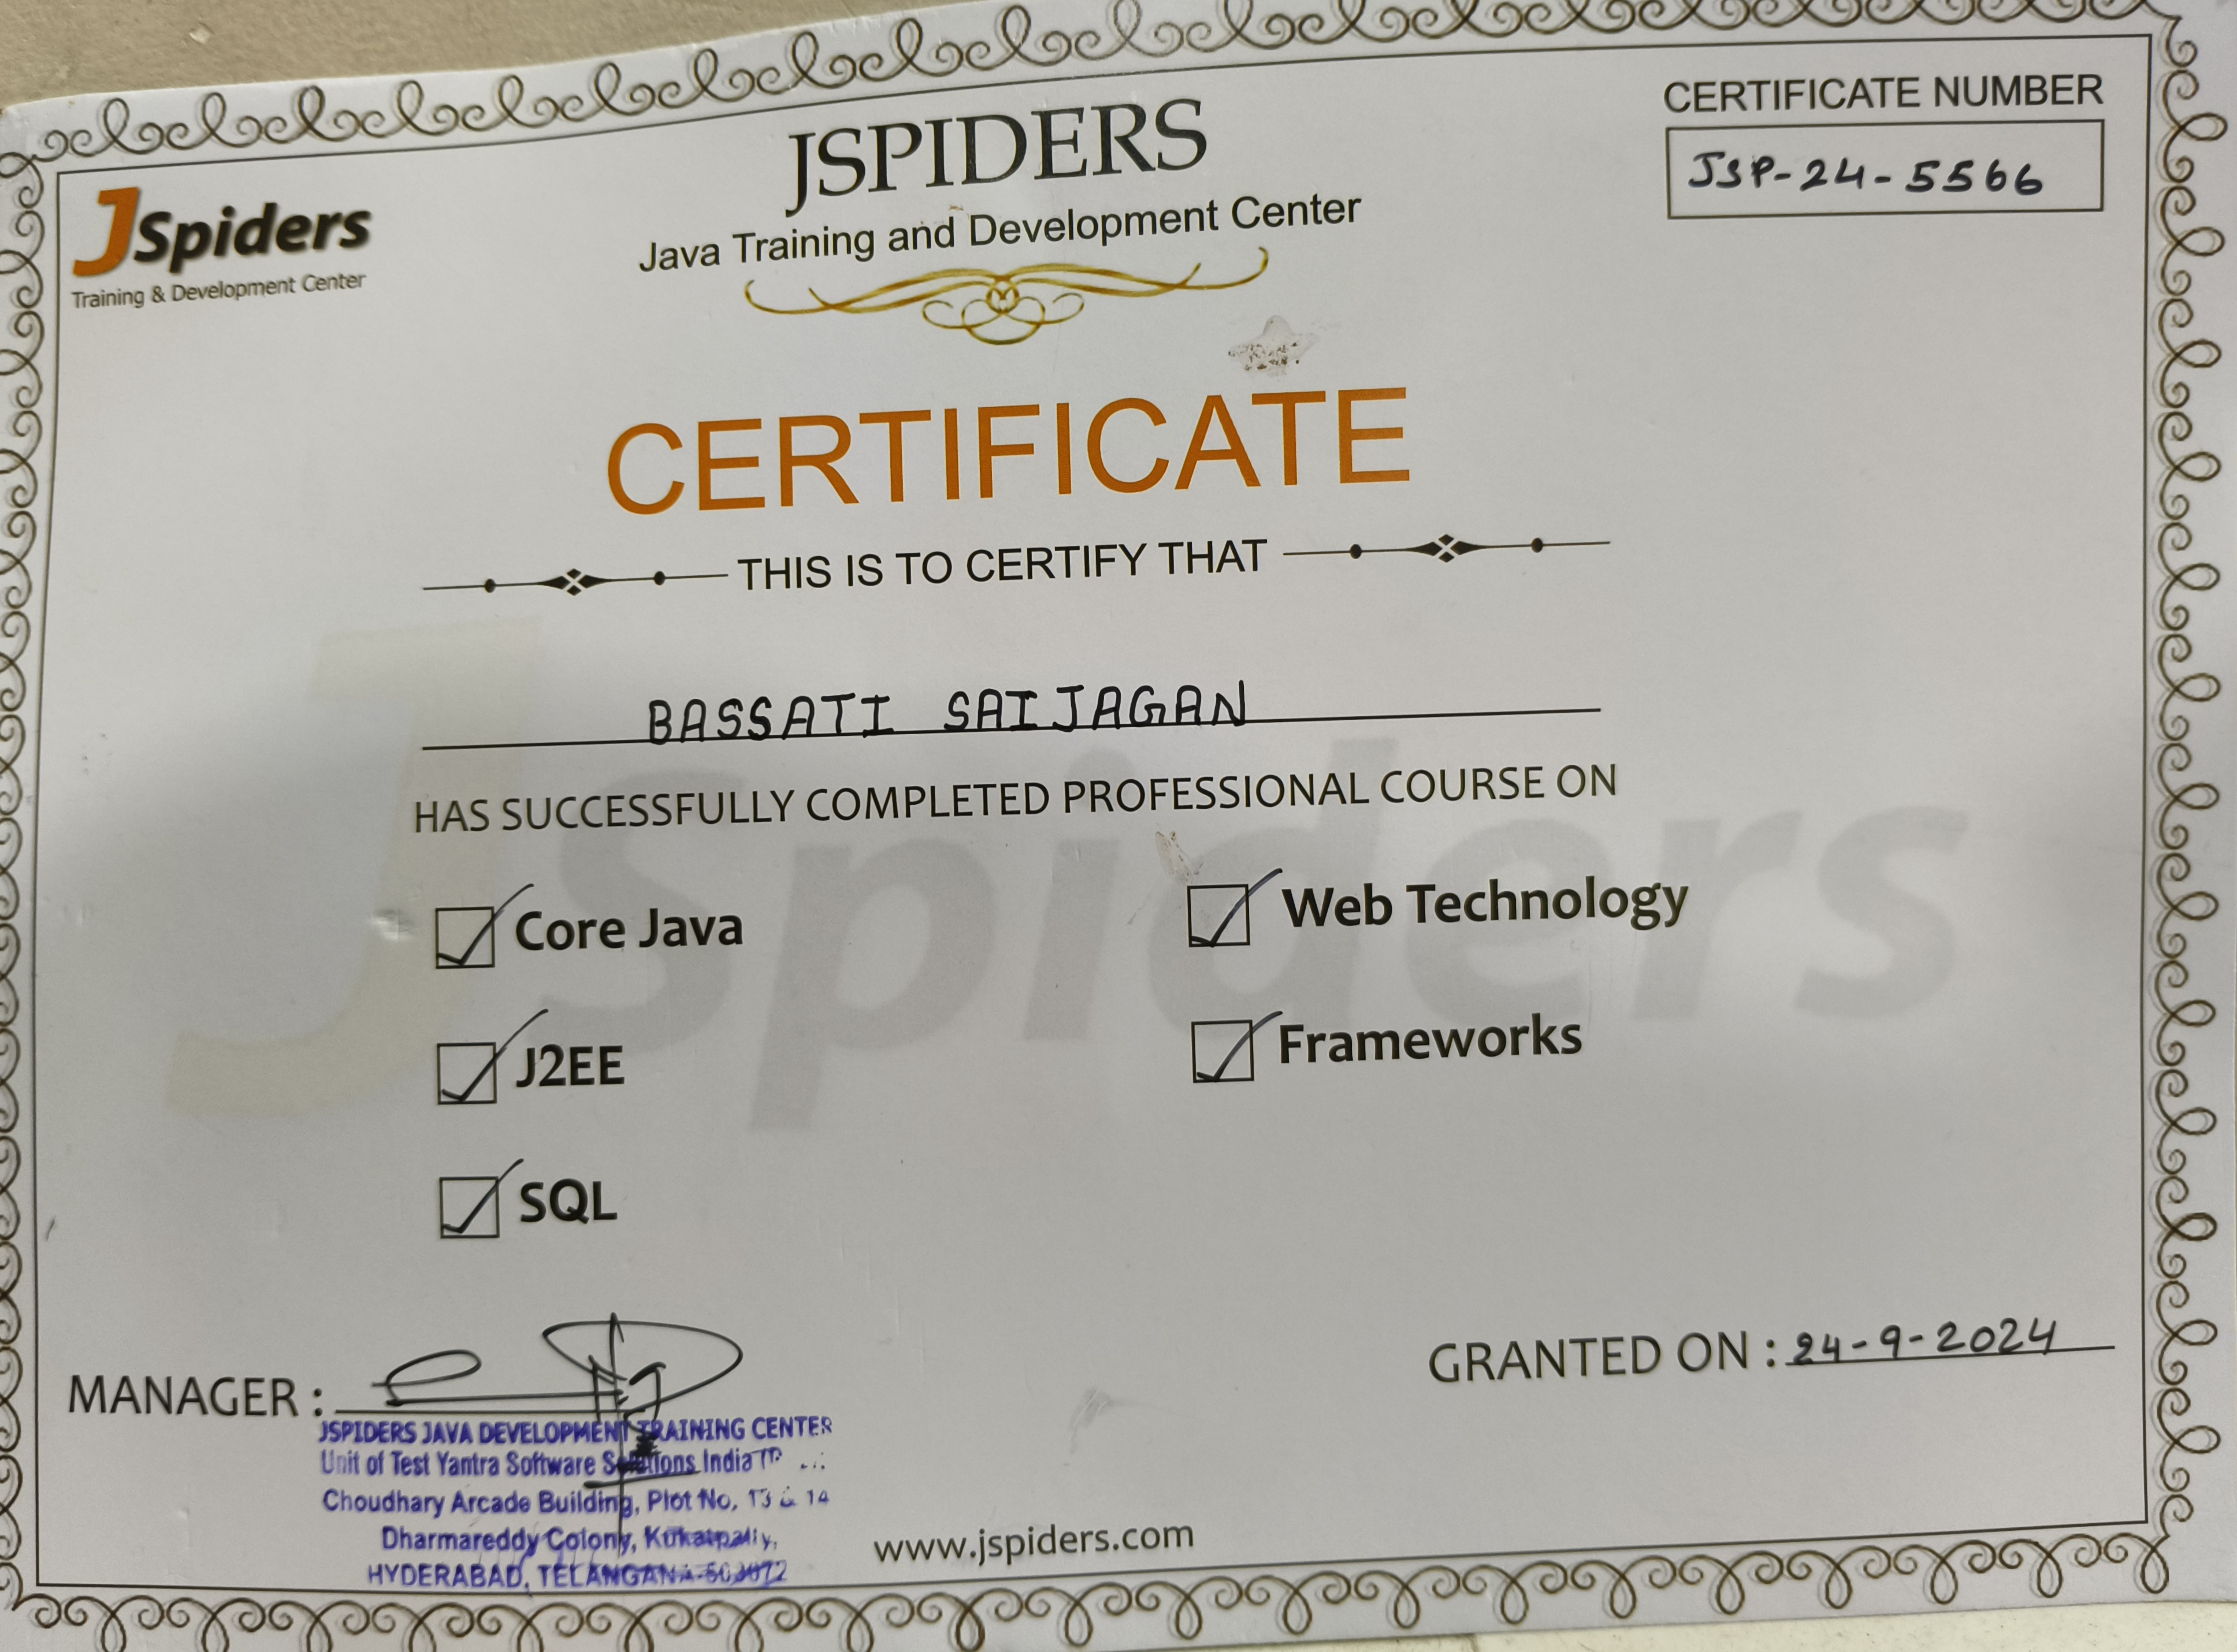 JSPIDERS
Java Training and Development Center
CERTIFICATE NUMBER
JSP-24-5566
JSpiders
Training & Development Center
CERTIFICATE
THIS IS TO CERTIFY THAT
BASSATI SAIJAGAN
HAS SUCCESSFULLY COMPLETED PROFESSIONAL COURSE ON
Core Java
Web Technology
J2EE
Frameworks
SQL
JSpiders
MANAGER :
GRANTED ON : 24-9-2024
JSPIDERS JAVA DEVELOPMENT TRAINING CENTER
Unit of Test Yantra Software Solutions India
Choudhary Arcade Building, Plot No, 13 & 14
Dharmareddy Colony, Kukatpally,
HYDERABAD, TELANGANA
www.jspiders.com